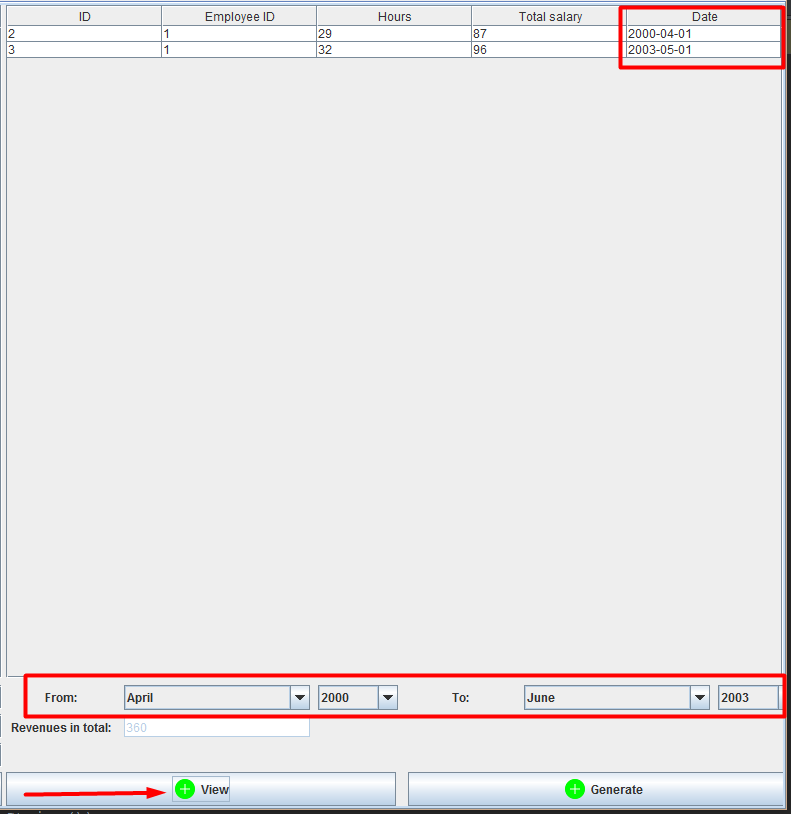 ID Employee ID Hours Total salary Date
2 1 29 87 2000-04-01
3 1 32 96 2003-05-01
From: April 2000 To: June 2003
Revenues in total: 360
View Generate